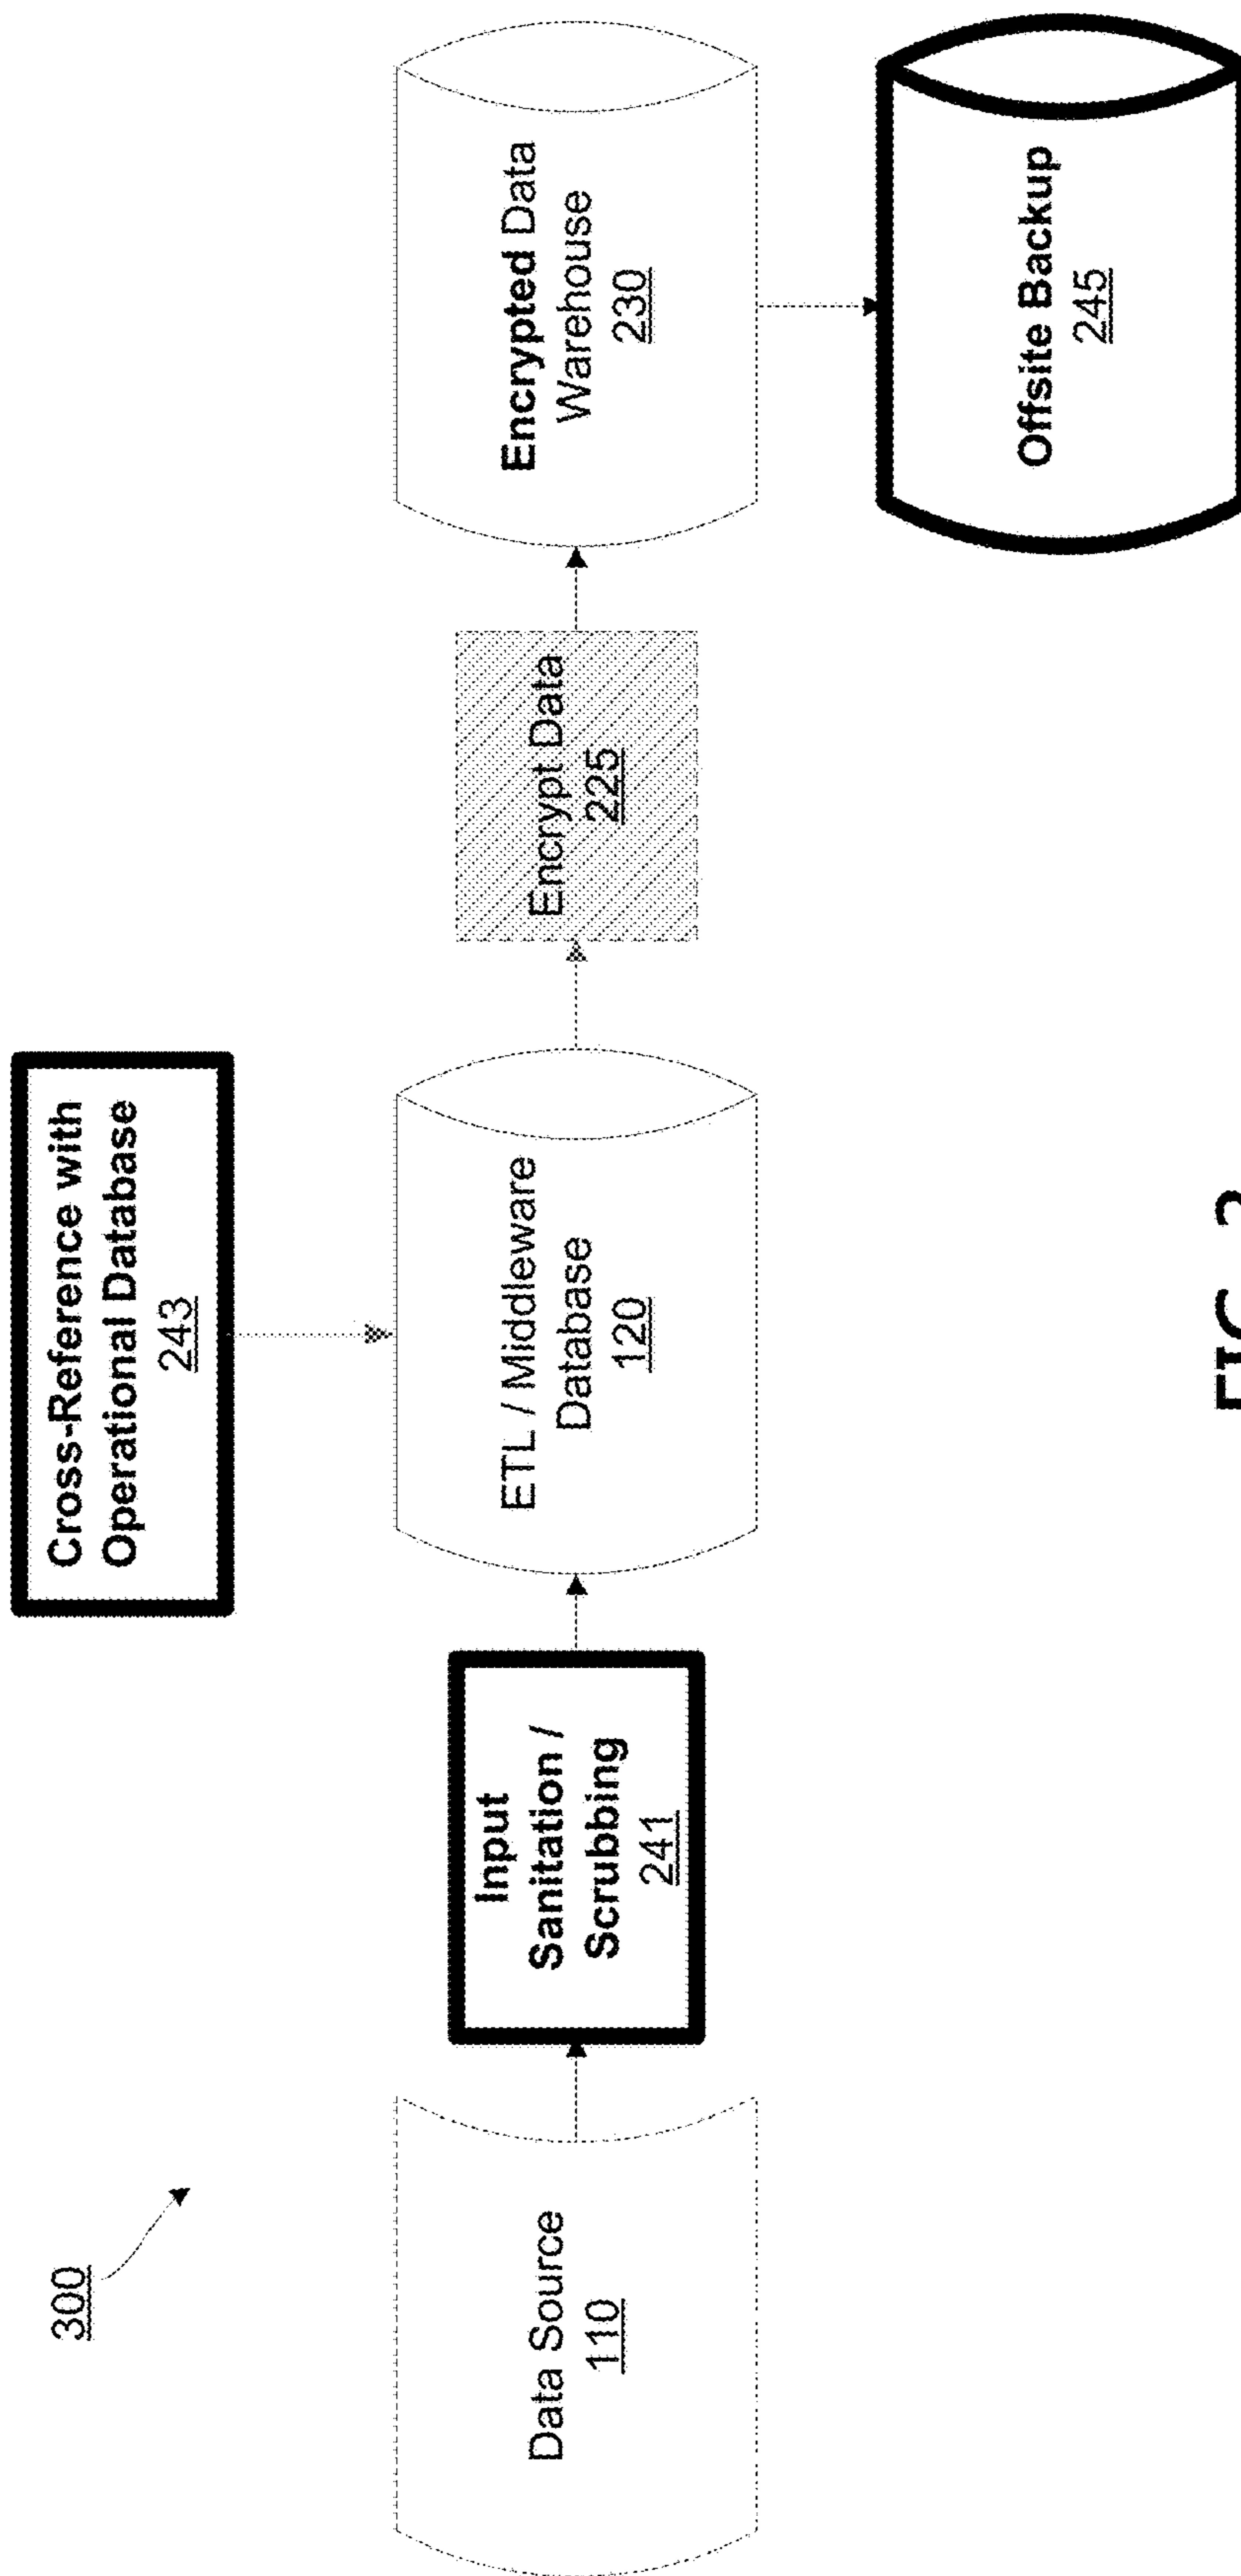 300
Cross-Reference with
Operational Database
243
Data Source
110
Input
Sanitation /
Scrubbing
241
ETL / Middleware
Database
120
Encrypt Data
225
Encrypted Data
Warehouse
230
Offsite Backup
245
FIG